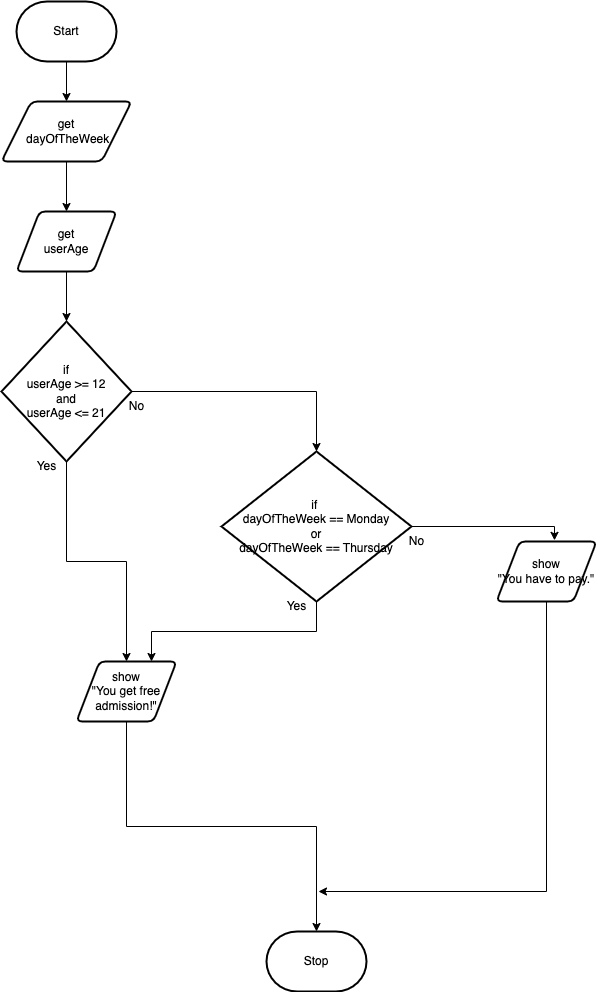 Start
get
dayOfTheWeek
get
userAge
if
userAge >= 12
and
userAge <= 21
No
Yes
if
dayOfTheWeek == Monday
or
dayOfTheWeek == Thursday
No
Yes
show
"You have to pay."
show
"You get free
admission!"
Stop